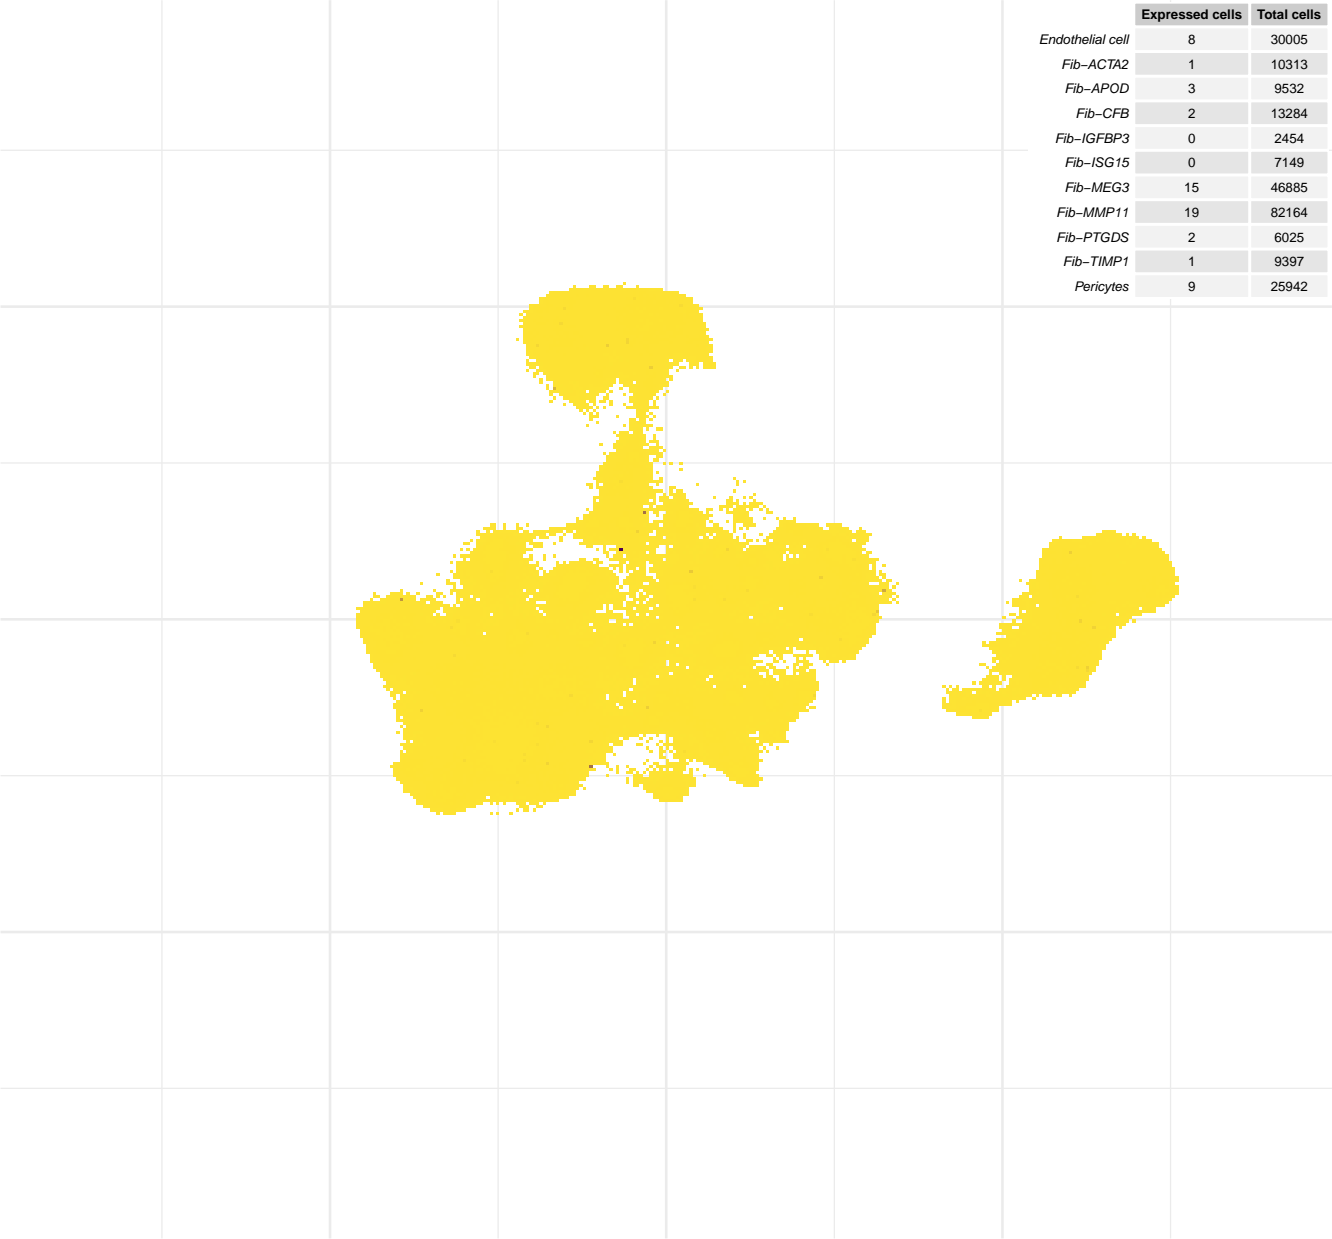 Expressed cells Total cells
Endothelial cell 8 30005
Fib−ACTA2 1 10313
Fib−APOD 3 9532
Fib−CFB 2 13284
Fib−IGFBP3 0 2454
Fib−ISG15 0 7149
Fib−MEG3 15 46885
Fib−MMP11 19 82164
Fib−PTGDS 2 6025
Fib−TIMP1 1 9397
Pericytes 9 25942